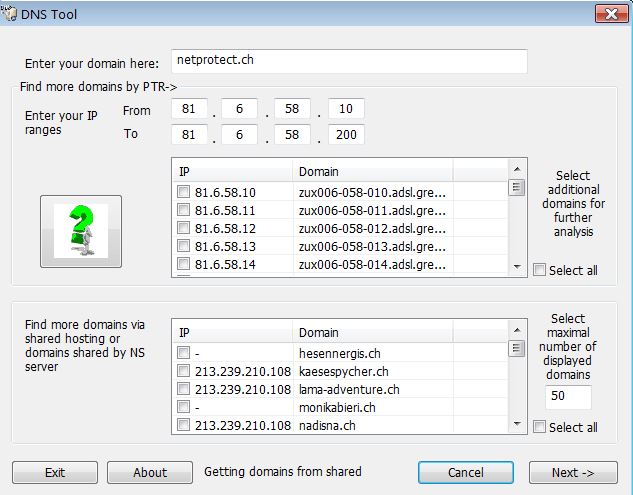 DNS Tool
Enter your domain here: netprotect.ch
Find more domains by PTR->
Enter your IP ranges
From 81 . 6 . 58 . 10
To 81 . 6 . 58 . 200
IP Domain
81.6.58.10 zux006-058-010.adsl.gre...
81.6.58.11 zux006-058-011.adsl.gre...
81.6.58.12 zux006-058-012.adsl.gre...
81.6.58.13 zux006-058-013.adsl.gre...
81.6.58.14 zux006-058-014.adsl.gre...
Select
additional
domains for
further
analysis
Select all
Find more domains via
shared hosting or
domains shared by NS
server
IP Domain
- hesennergis.ch
213.239.210.108 kaesespycher.ch
213.239.210.108 lama-adventure.ch
- monikabieri.ch
213.239.210.108 nadisna.ch
Select
maximal
number of
displayed
domains
50
Select all
Exit About Getting domains from shared Cancel Next ->